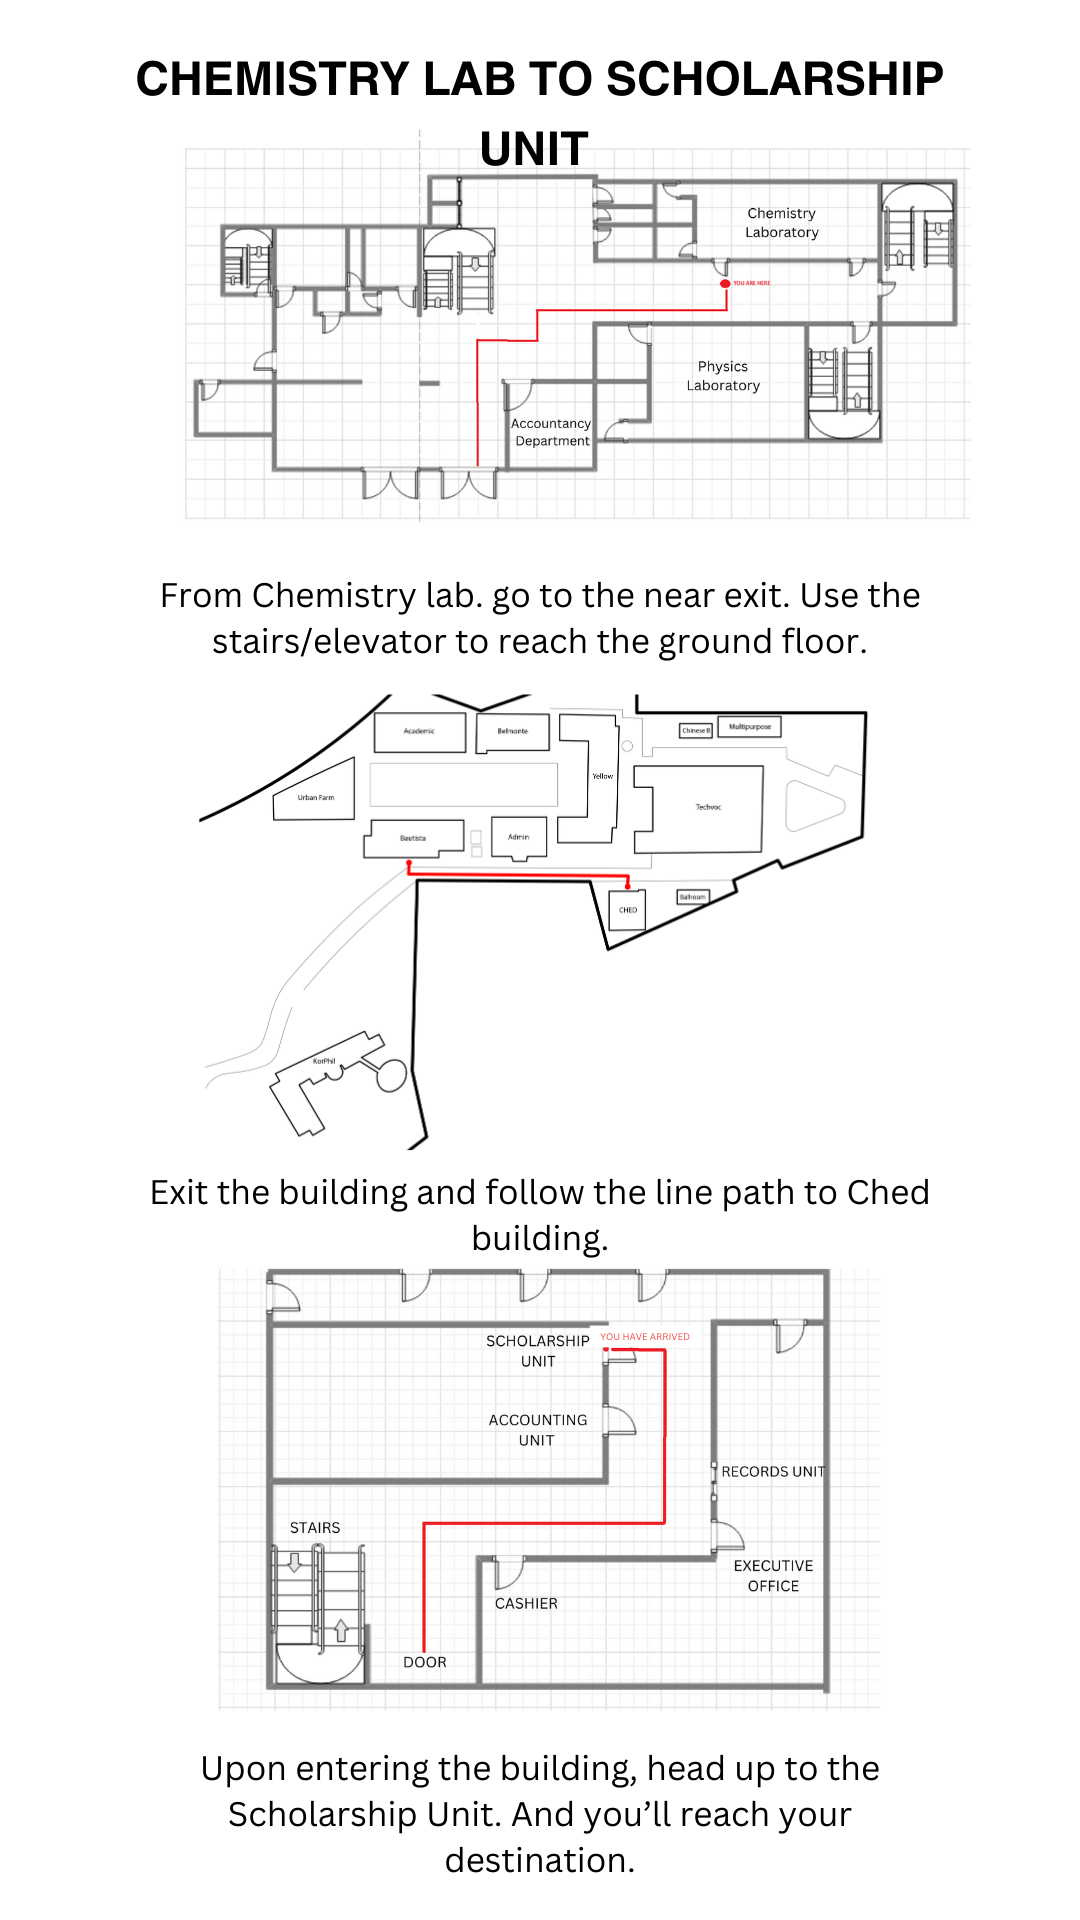 CHEMISTRY LAB TO SCHOLARSHIP
UNIT
Chemistry
Laboratory
YOU ARE HERE
Physics
Laboratory
Accountancy
Department
From Chemistry lab. go to the near exit. Use the
stairs/elevator to reach the ground floor.
Academic
Belmonte
Chinese B
Multipurpose
Yellow
Urban Farm
Techvoc
Bautista
Admin
CHED
Ballroom
KorPhil
Exit the building and follow the line path to Ched
building.
SCHOLARSHIP
UNIT
YOU HAVE ARRIVED
ACCOUNTING
UNIT
RECORDS UNIT
STAIRS
EXECUTIVE
OFFICE
CASHIER
DOOR
Upon entering the building, head up to the
Scholarship Unit. And you’ll reach your
destination.